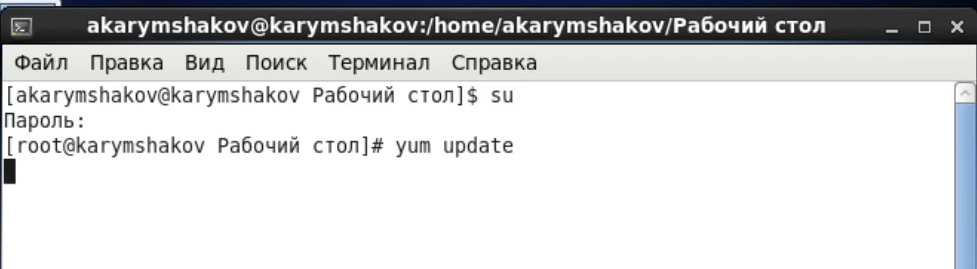 akarymshakov@karymshakov:/home/akarymshakov/Рабочий стол
Файл Правка Вид Поиск Терминал Справка
[akarymshakov@karymshakov Рабочий стол]$ su
Пароль:
[root@karymshakov Рабочий стол]# yum update